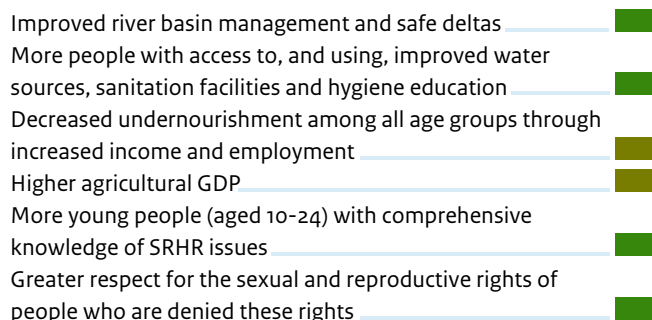 Improved river basin management and safe deltas
More people with access to, and using, improved water
sources, sanitation facilities and hygiene education
Decreased undernourishment among all age groups through
increased income and employment
Higher agricultural GDP
More young people (aged 10-24) with comprehensive
knowledge of SRHR issues
Greater respect for the sexual and reproductive rights of
people who are denied these rights